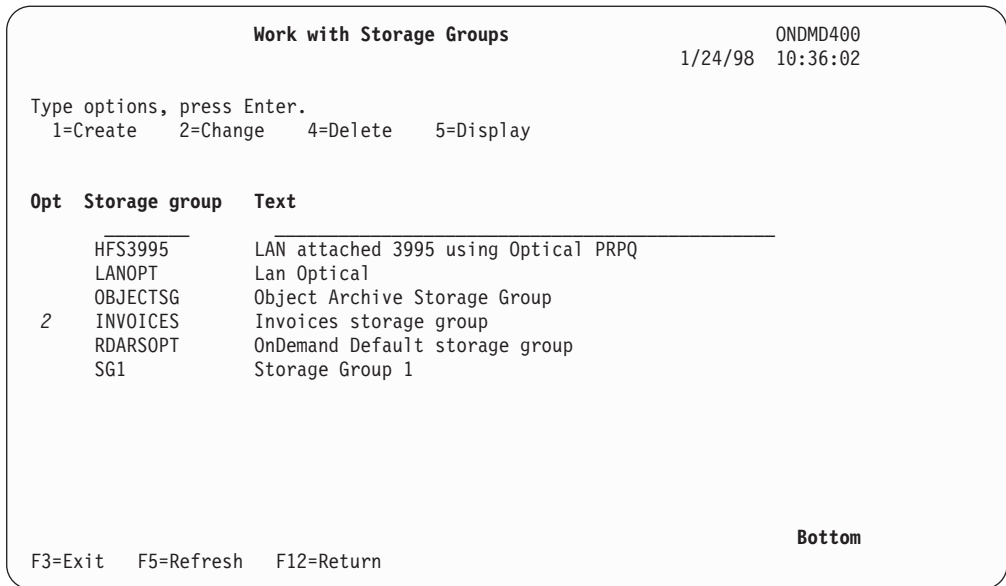 Work with Storage Groups ONDMD400
1/24/98 10:36:02
Type options, press Enter.
1=Create 2=Change 4=Delete 5=Display
Opt Storage group Text
________ _______________________________________________
HFS3995 LAN attached 3995 using Optical PRPQ
LANOPT Lan Optical
OBJECTSG Object Archive Storage Group
2 INVOICES Invoices storage group
RDARSOPT OnDemand Default storage group
SG1 Storage Group 1
Bottom
F3=Exit F5=Refresh F12=Return